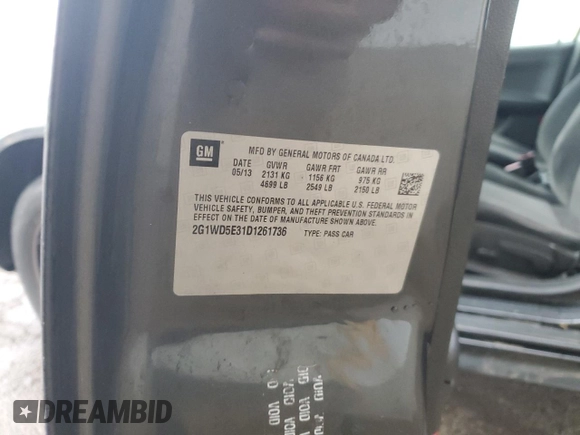 GM
MFD BY GENERAL MOTORS OF CANADA LTD.
DATE GVWR GAWR FRT GAWR RR
05/13 2131 KG 1156 KG 975 KG
4699 LB 2549 LB 2150 LB
THIS VEHICLE CONFORMS TO ALL APPLICABLE U.S. FEDERAL MOTOR
VEHICLE SAFETY, BUMPER, AND THEFT PREVENTION STANDARDS
IN EFFECT ON THE DATE OF MANUFACTURE SHOWN ABOVE.
2G1WD5E31D1261736 TYPE: PASS CAR
VOID VOID
DREAMBID